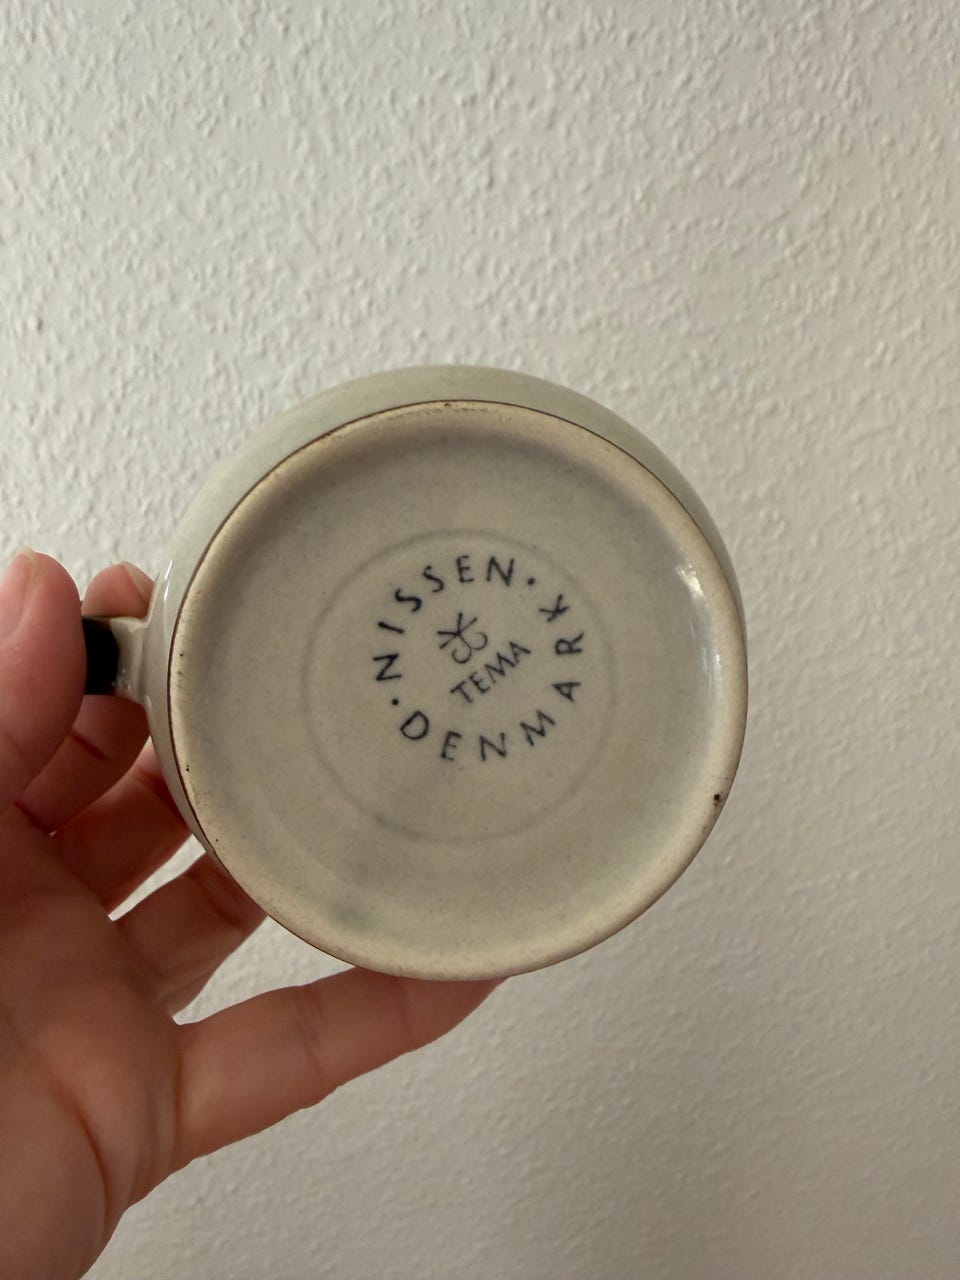 · NISSEN ·
TEMA
DENMARK